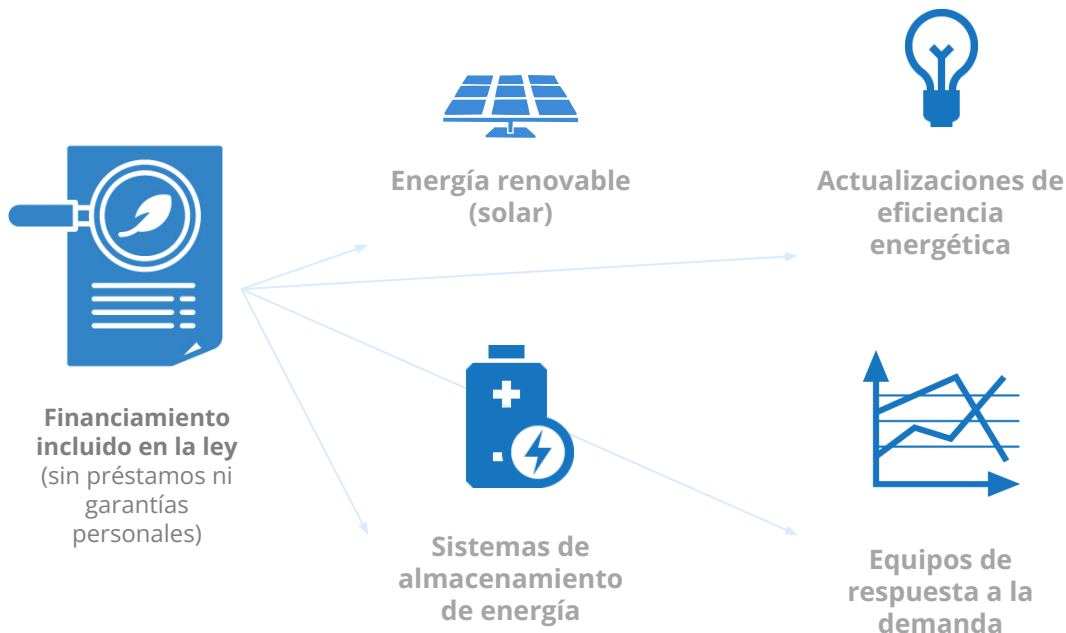 Energía renovable
(solar)
Actualizaciones de
eficiencia
energética
Financiamiento
incluido en la ley
(sin préstamos ni
garantías
personales)
Sistemas de
almacenamiento
de energía
Equipos de
respuesta a la
demanda